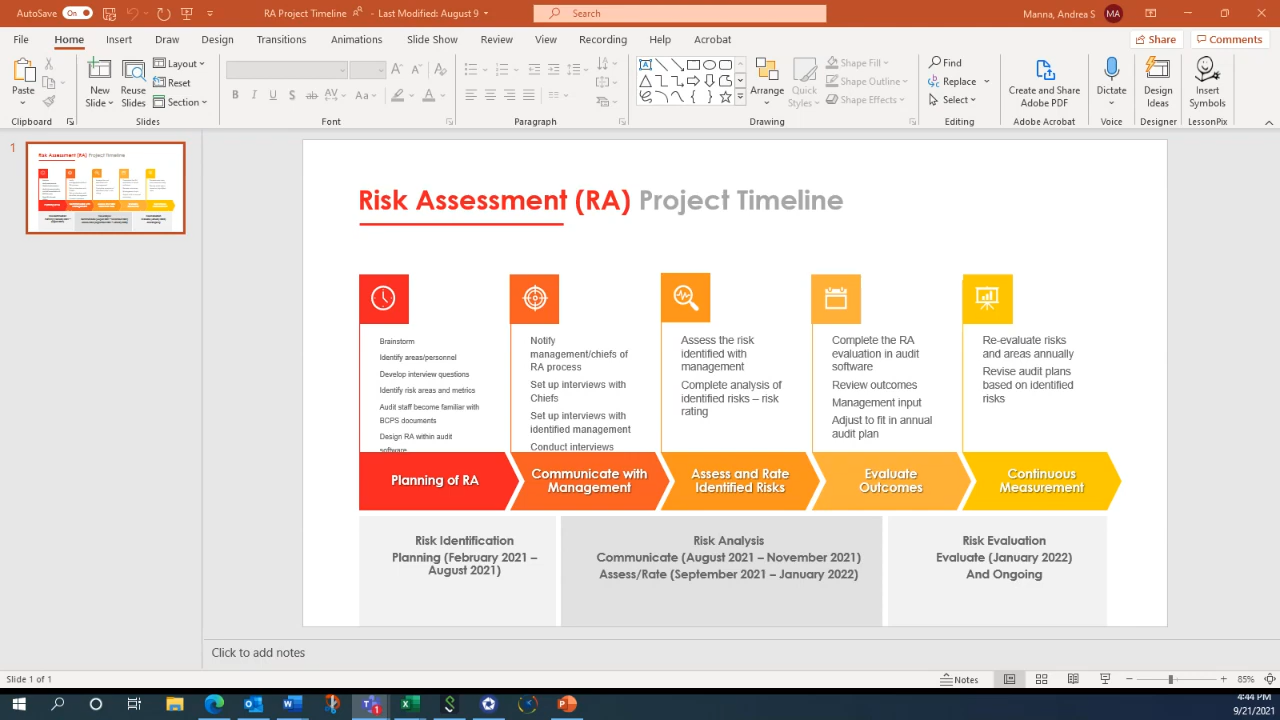 AutoSave On RA Project Timeline - Last Modified: August 9 Search Manna, Andrea S MA
File Home Insert Draw Design Transitions Animations Slide Show Review View Recording Help Acrobat Share Comments
Paste New Slide Reuse Slides Layout Reset Section Arrange Quick Styles Shape Fill Shape Outline Shape Effects Find Replace Select Create and Share Adobe PDF Dictate Design Ideas Insert Symbols
Clipboard Slides Font Paragraph Drawing Editing Adobe Acrobat Voice Designer LessonPix
1
Risk Assessment (RA) Project Timeline
Risk Assessment (RA) Project Timeline
Brainstorm
Identify areas/personnel
Develop interview questions
Identify risk areas and metrics
Audit staff become familiar with
BCPS documents
Design RA within audit
software
Notify
management/chiefs of
RA process
Set up interviews with
Chiefs
Set up interviews with
identified management
Conduct interviews
Assess the risk
identified with
management
Complete analysis of
identified risks – risk
rating
Complete the RA
evaluation in audit
software
Review outcomes
Management input
Adjust to fit in annual
audit plan
Re-evaluate risks
and areas annually
Revise audit plans
based on identified
risks
Planning of RA
Communicate with
Management
Assess and Rate
Identified Risks
Evaluate
Outcomes
Continuous
Measurement
Risk Identification
Planning (February 2021 –
August 2021)
Risk Analysis
Communicate (August 2021 – November 2021)
Assess/Rate (September 2021 – January 2022)
Risk Evaluation
Evaluate (January 2022)
And Ongoing
Click to add notes
Slide 1 of 1 Notes 85%
4:44 PM
9/21/2021